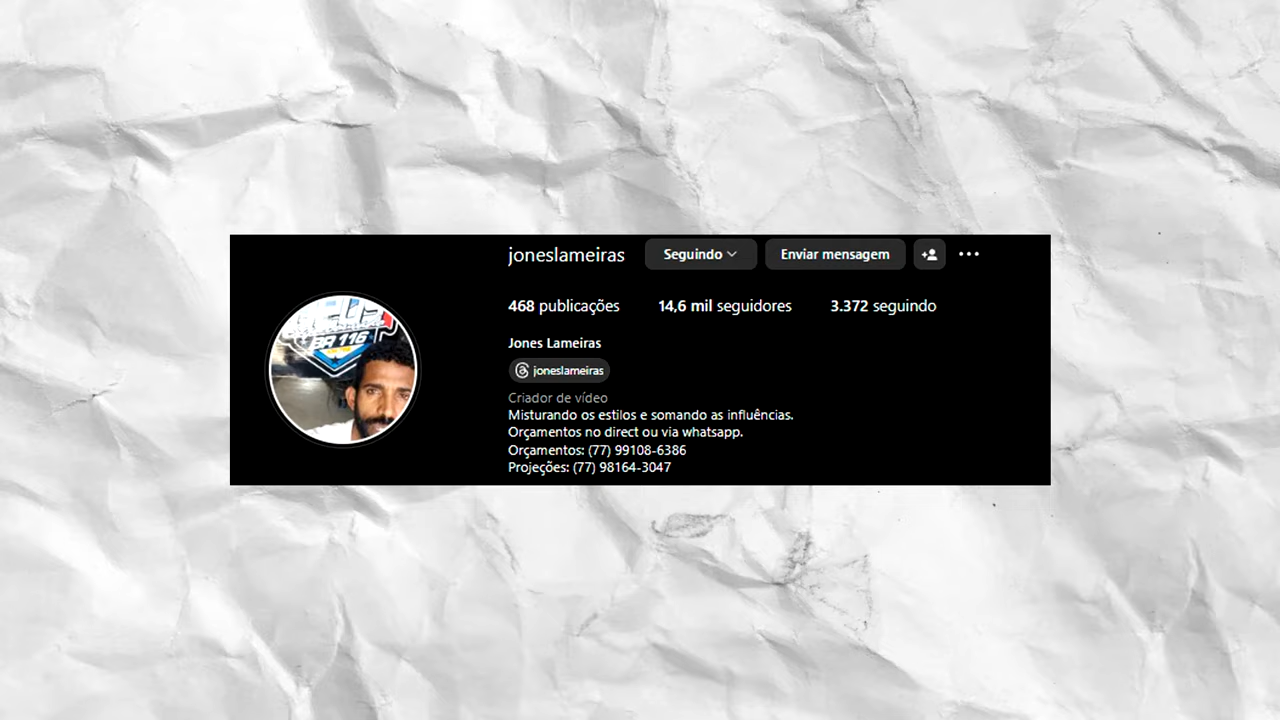 joneslameiras Seguindo Enviar mensagem
468 publicações 14,6 mil seguidores 3.372 seguindo
Jones Lameiras
joneslameiras
Criador de vídeo
Misturando os estilos e somando as influências.
Orçamentos no direct ou via whatsapp.
Orçamentos: (77) 99108-6386
Projeções: (77) 98164-3047
BR 116